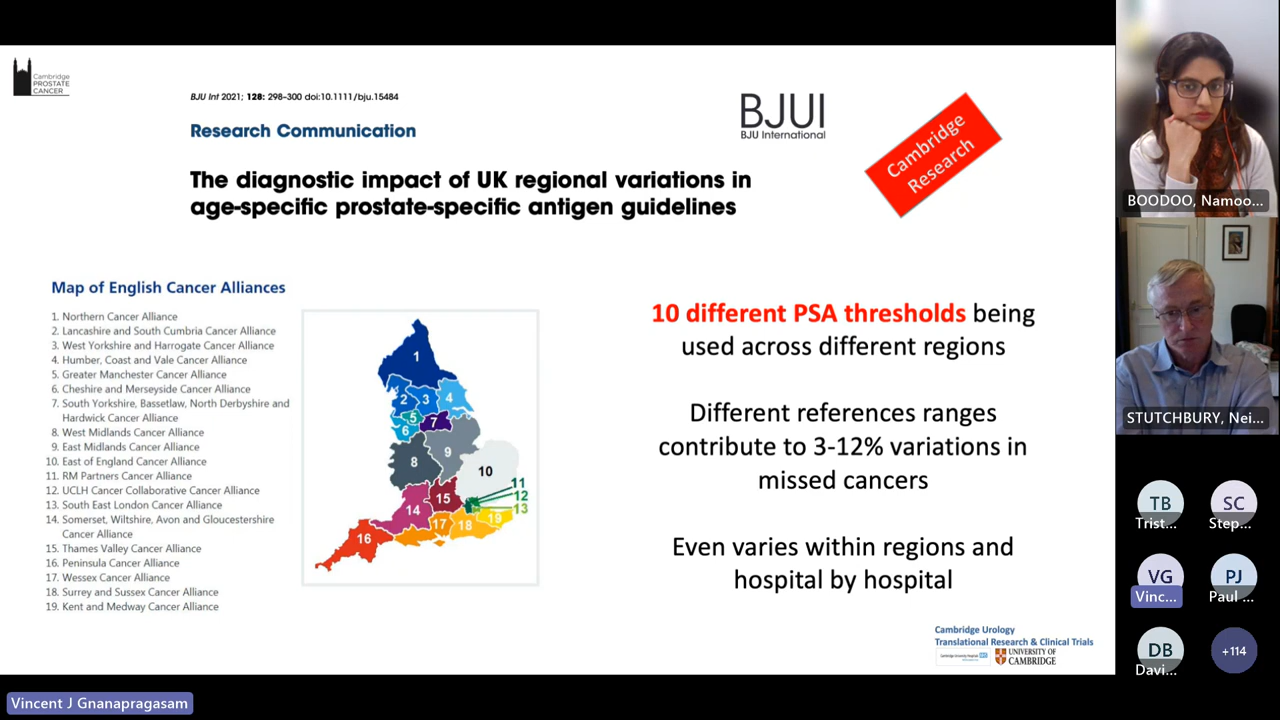 Cambridge
PROSTATE
CANCER
BJU Int 2021; 128: 298–300 doi:10.1111/bju.15484
Research Communication
BJUI
BJU International
Cambridge
Research
The diagnostic impact of UK regional variations in
age-specific prostate-specific antigen guidelines
Map of English Cancer Alliances
1. Northern Cancer Alliance
2. Lancashire and South Cumbria Cancer Alliance
3. West Yorkshire and Harrogate Cancer Alliance
4. Humber, Coast and Vale Cancer Alliance
5. Greater Manchester Cancer Alliance
6. Cheshire and Merseyside Cancer Alliance
7. South Yorkshire, Bassetlaw, North Derbyshire and
Hardwick Cancer Alliance
8. West Midlands Cancer Alliance
9. East Midlands Cancer Alliance
10. East of England Cancer Alliance
11. RM Partners Cancer Alliance
12. UCLH Cancer Collaborative Cancer Alliance
13. South East London Cancer Alliance
14. Somerset, Wiltshire, Avon and Gloucestershire
Cancer Alliance
15. Thames Valley Cancer Alliance
16. Peninsula Cancer Alliance
17. Wessex Cancer Alliance
18. Surrey and Sussex Cancer Alliance
19. Kent and Medway Cancer Alliance
1
2
3
4
5
6
7
8
9
10
11
12
13
14
15
16
17
18
19
10 different PSA thresholds being
used across different regions
Different references ranges
contribute to 3-12% variations in
missed cancers
Even varies within regions and
hospital by hospital
Cambridge Urology
Translational Research & Clinical Trials
UNIVERSITY OF
CAMBRIDGE
BOODOO, Namoo...
STUTCHBURY, Nei...
TB
Trist...
SC
Step...
VG
Vinc...
PJ
Paul ...
DB
Davi...
+114
Vincent J Gnanapragasam